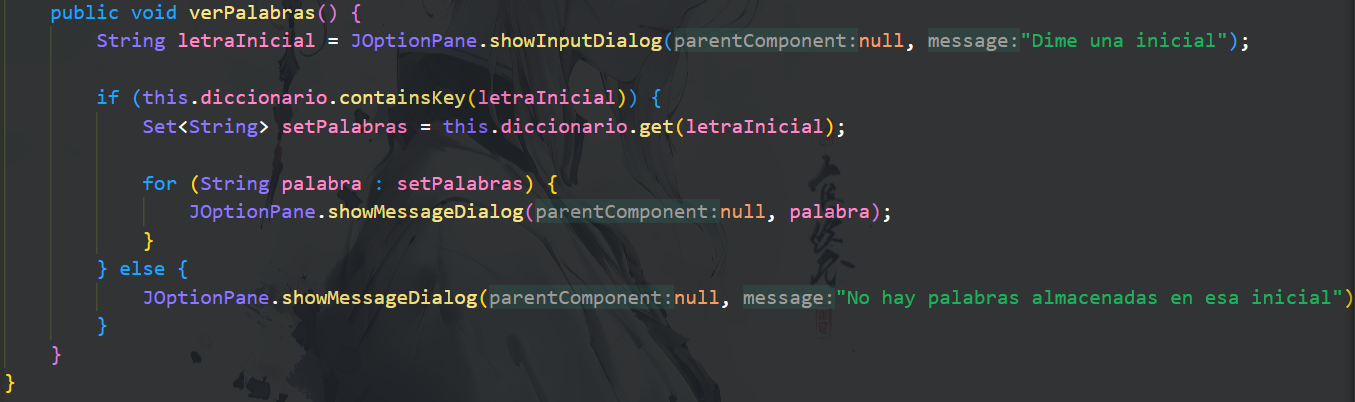 public void verPalabras() {
String letraInicial = JOptionPane.showInputDialog(parentComponent:null, message:"Dime una inicial");
if (this.diccionario.containsKey(letraInicial)) {
Set<String> setPalabras = this.diccionario.get(letraInicial);
for (String palabra : setPalabras) {
JOptionPane.showMessageDialog(parentComponent:null, palabra);
}
} else {
JOptionPane.showMessageDialog(parentComponent:null, message:"No hay palabras almacenadas en esa inicial")
}
}
}